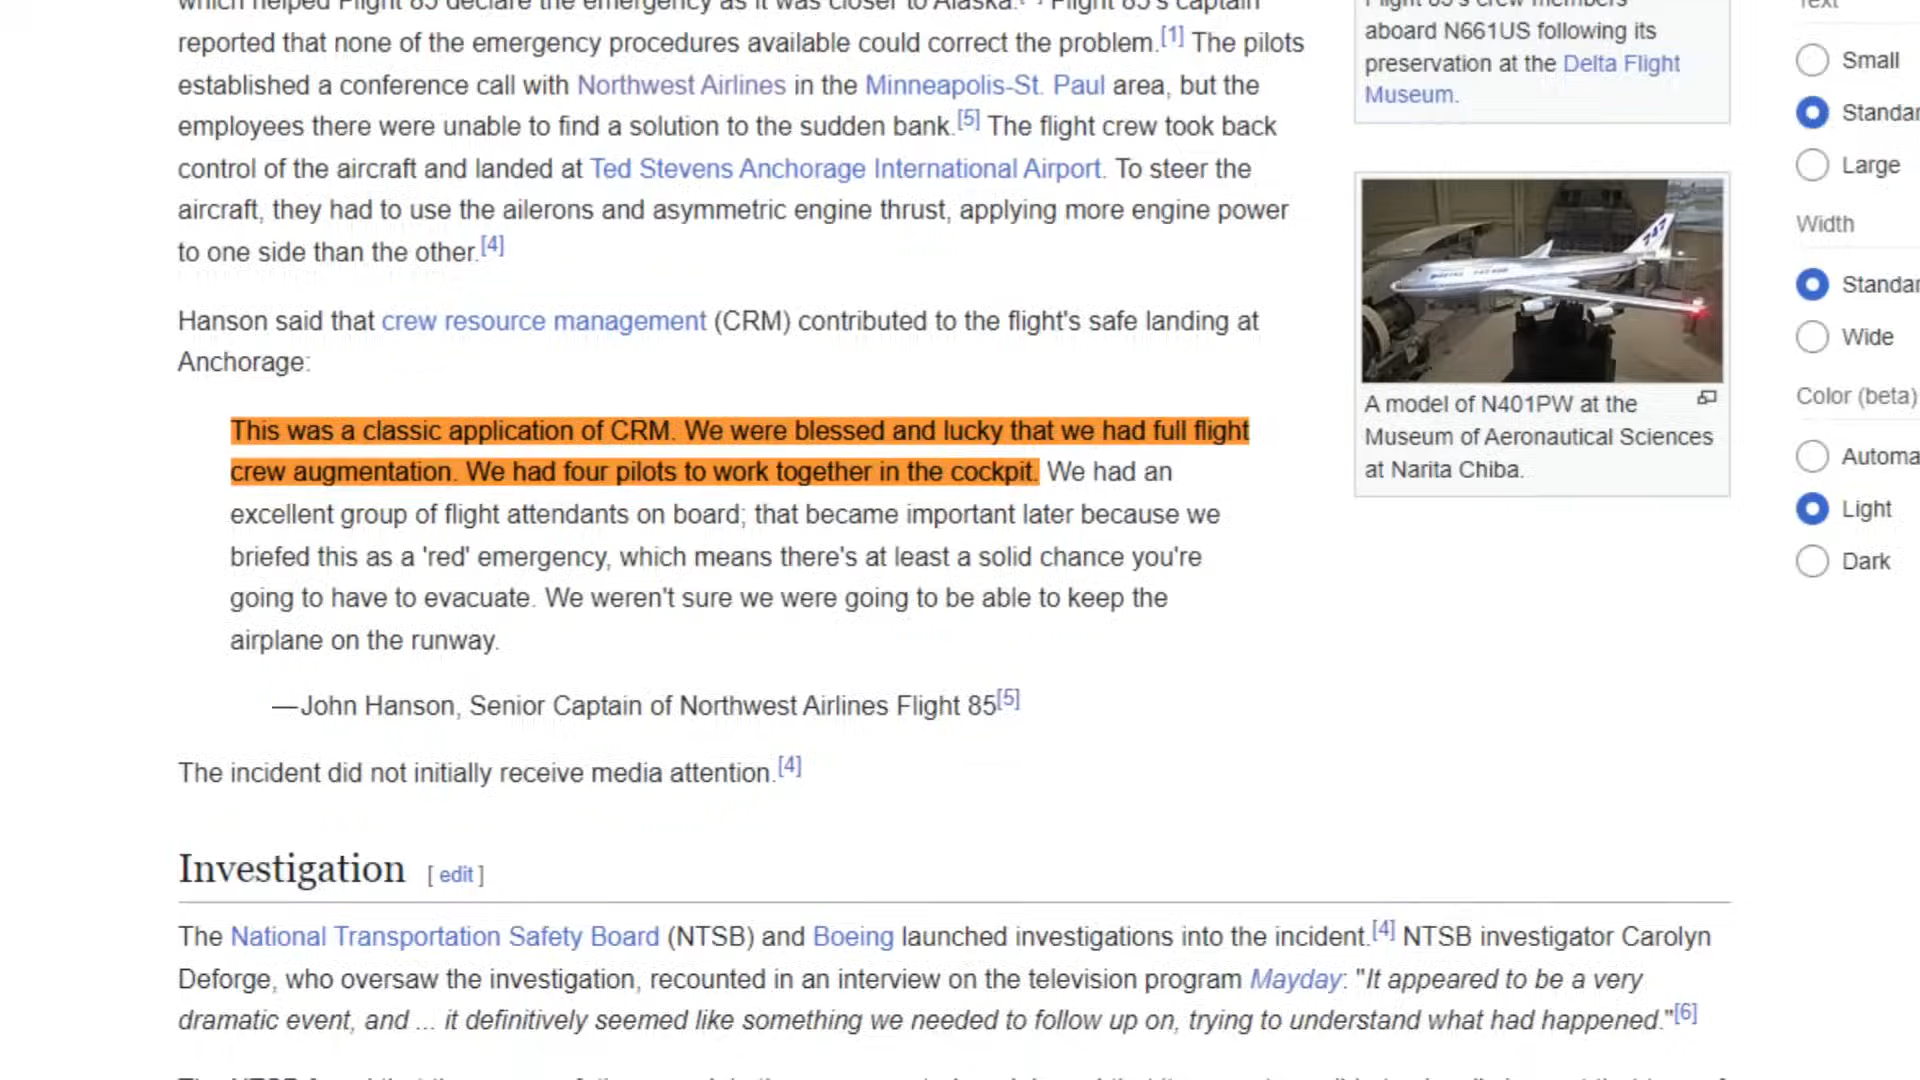 which helped Flight 85 declare the emergency as it was closer to Alaska. Flight 85's captain
reported that none of the emergency procedures available could correct the problem.[1] The pilots
established a conference call with Northwest Airlines in the Minneapolis-St. Paul area, but the
employees there were unable to find a solution to the sudden bank.[5] The flight crew took back
control of the aircraft and landed at Ted Stevens Anchorage International Airport. To steer the
aircraft, they had to use the ailerons and asymmetric engine thrust, applying more engine power
to one side than the other.[4]
Hanson said that crew resource management (CRM) contributed to the flight's safe landing at
Anchorage:
This was a classic application of CRM. We were blessed and lucky that we had full flight
crew augmentation. We had four pilots to work together in the cockpit. We had an
excellent group of flight attendants on board; that became important later because we
briefed this as a 'red' emergency, which means there's at least a solid chance you're
going to have to evacuate. We weren't sure we were going to be able to keep the
airplane on the runway.
—John Hanson, Senior Captain of Northwest Airlines Flight 85[5]
The incident did not initially receive media attention.[4]
Investigation [ edit ]
The National Transportation Safety Board (NTSB) and Boeing launched investigations into the incident.[4] NTSB investigator Carolyn
Deforge, who oversaw the investigation, recounted in an interview on the television program Mayday: "It appeared to be a very
dramatic event, and ... it definitively seemed like something we needed to follow up on, trying to understand what had happened."[6]
Flight 85's crew members
aboard N661US following its
preservation at the Delta Flight
Museum.
747
A model of N401PW at the
Museum of Aeronautical Sciences
at Narita Chiba.
Text
Small
Standar
Large
Width
Standar
Wide
Color (beta)
Automa
Light
Dark